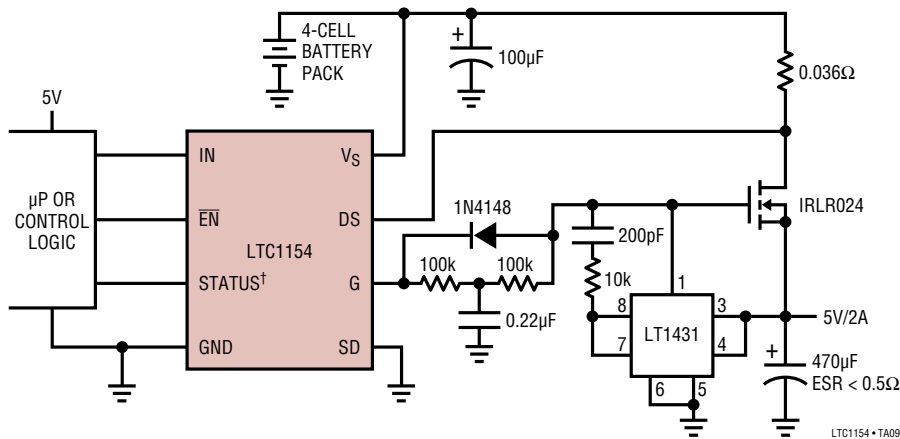 4-CELL
BATTERY
PACK
+
100µF
0.036Ω
5V
µP OR
CONTROL
LOGIC
IN
EN
STATUS†
GND
LTC1154
VS
DS
G
SD
1N4148
100k
100k
0.22µF
200pF
10k
IRLR024
1
8
7
LT1431
3
4
6
5
5V/2A
+
470µF
ESR < 0.5Ω
LTC1154 • TA09